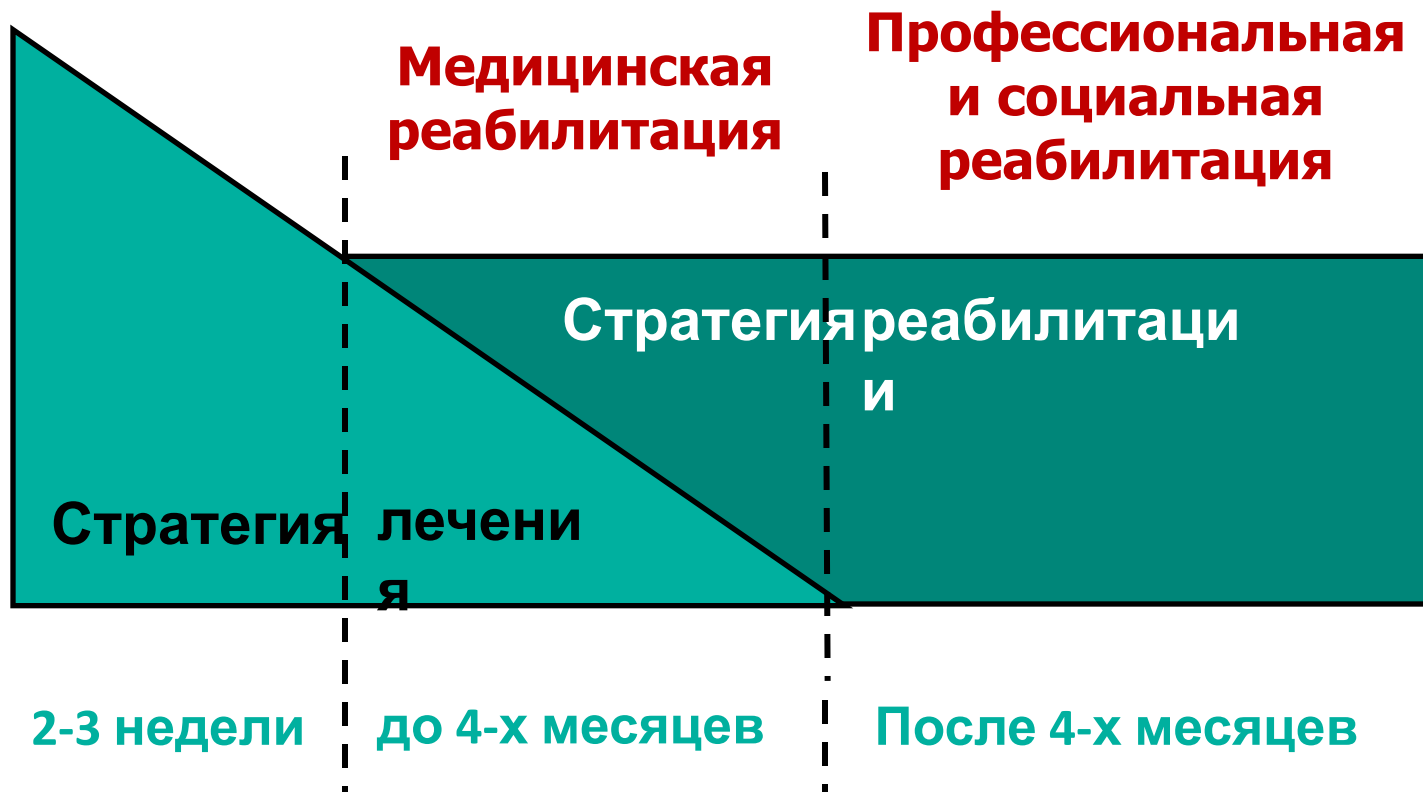 Медицинская
реабилитация
Профессиональная
и социальная
реабилитация
Стратегия реабилитаци
и
Стратегия лечени
я
2-3 недели
до 4-х месяцев
После 4-х месяцев